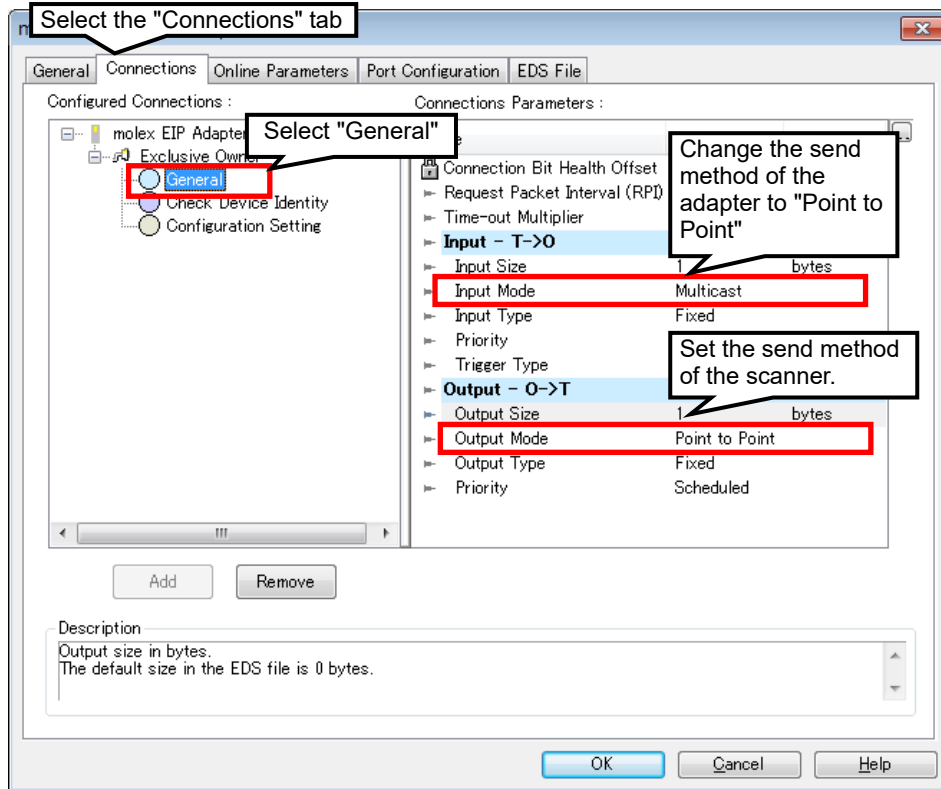 Select the "Connections" tab
General Connections Online Parameters Port Configuration EDS File
Configured Connections :
Connections Parameters :
molex EIP Adapter
Select "General"
Exclusive Owner
General
Check Device Identity
Configuration Setting
Connection Bit Health Offset
Request Packet Interval (RPI)
Time-out Multiplier
Input - T->O
Input Size 1 bytes
Input Mode Multicast
Input Type Fixed
Priority
Trigger Type
Output - O->T
Output Size 1 bytes
Output Mode Point to Point
Output Type Fixed
Priority Scheduled
Change the send
method of the
adapter to "Point to
Point"
Set the send method
of the scanner.
Add Remove
Description
Output size in bytes.
The default size in the EDS file is 0 bytes.
OK Cancel Help